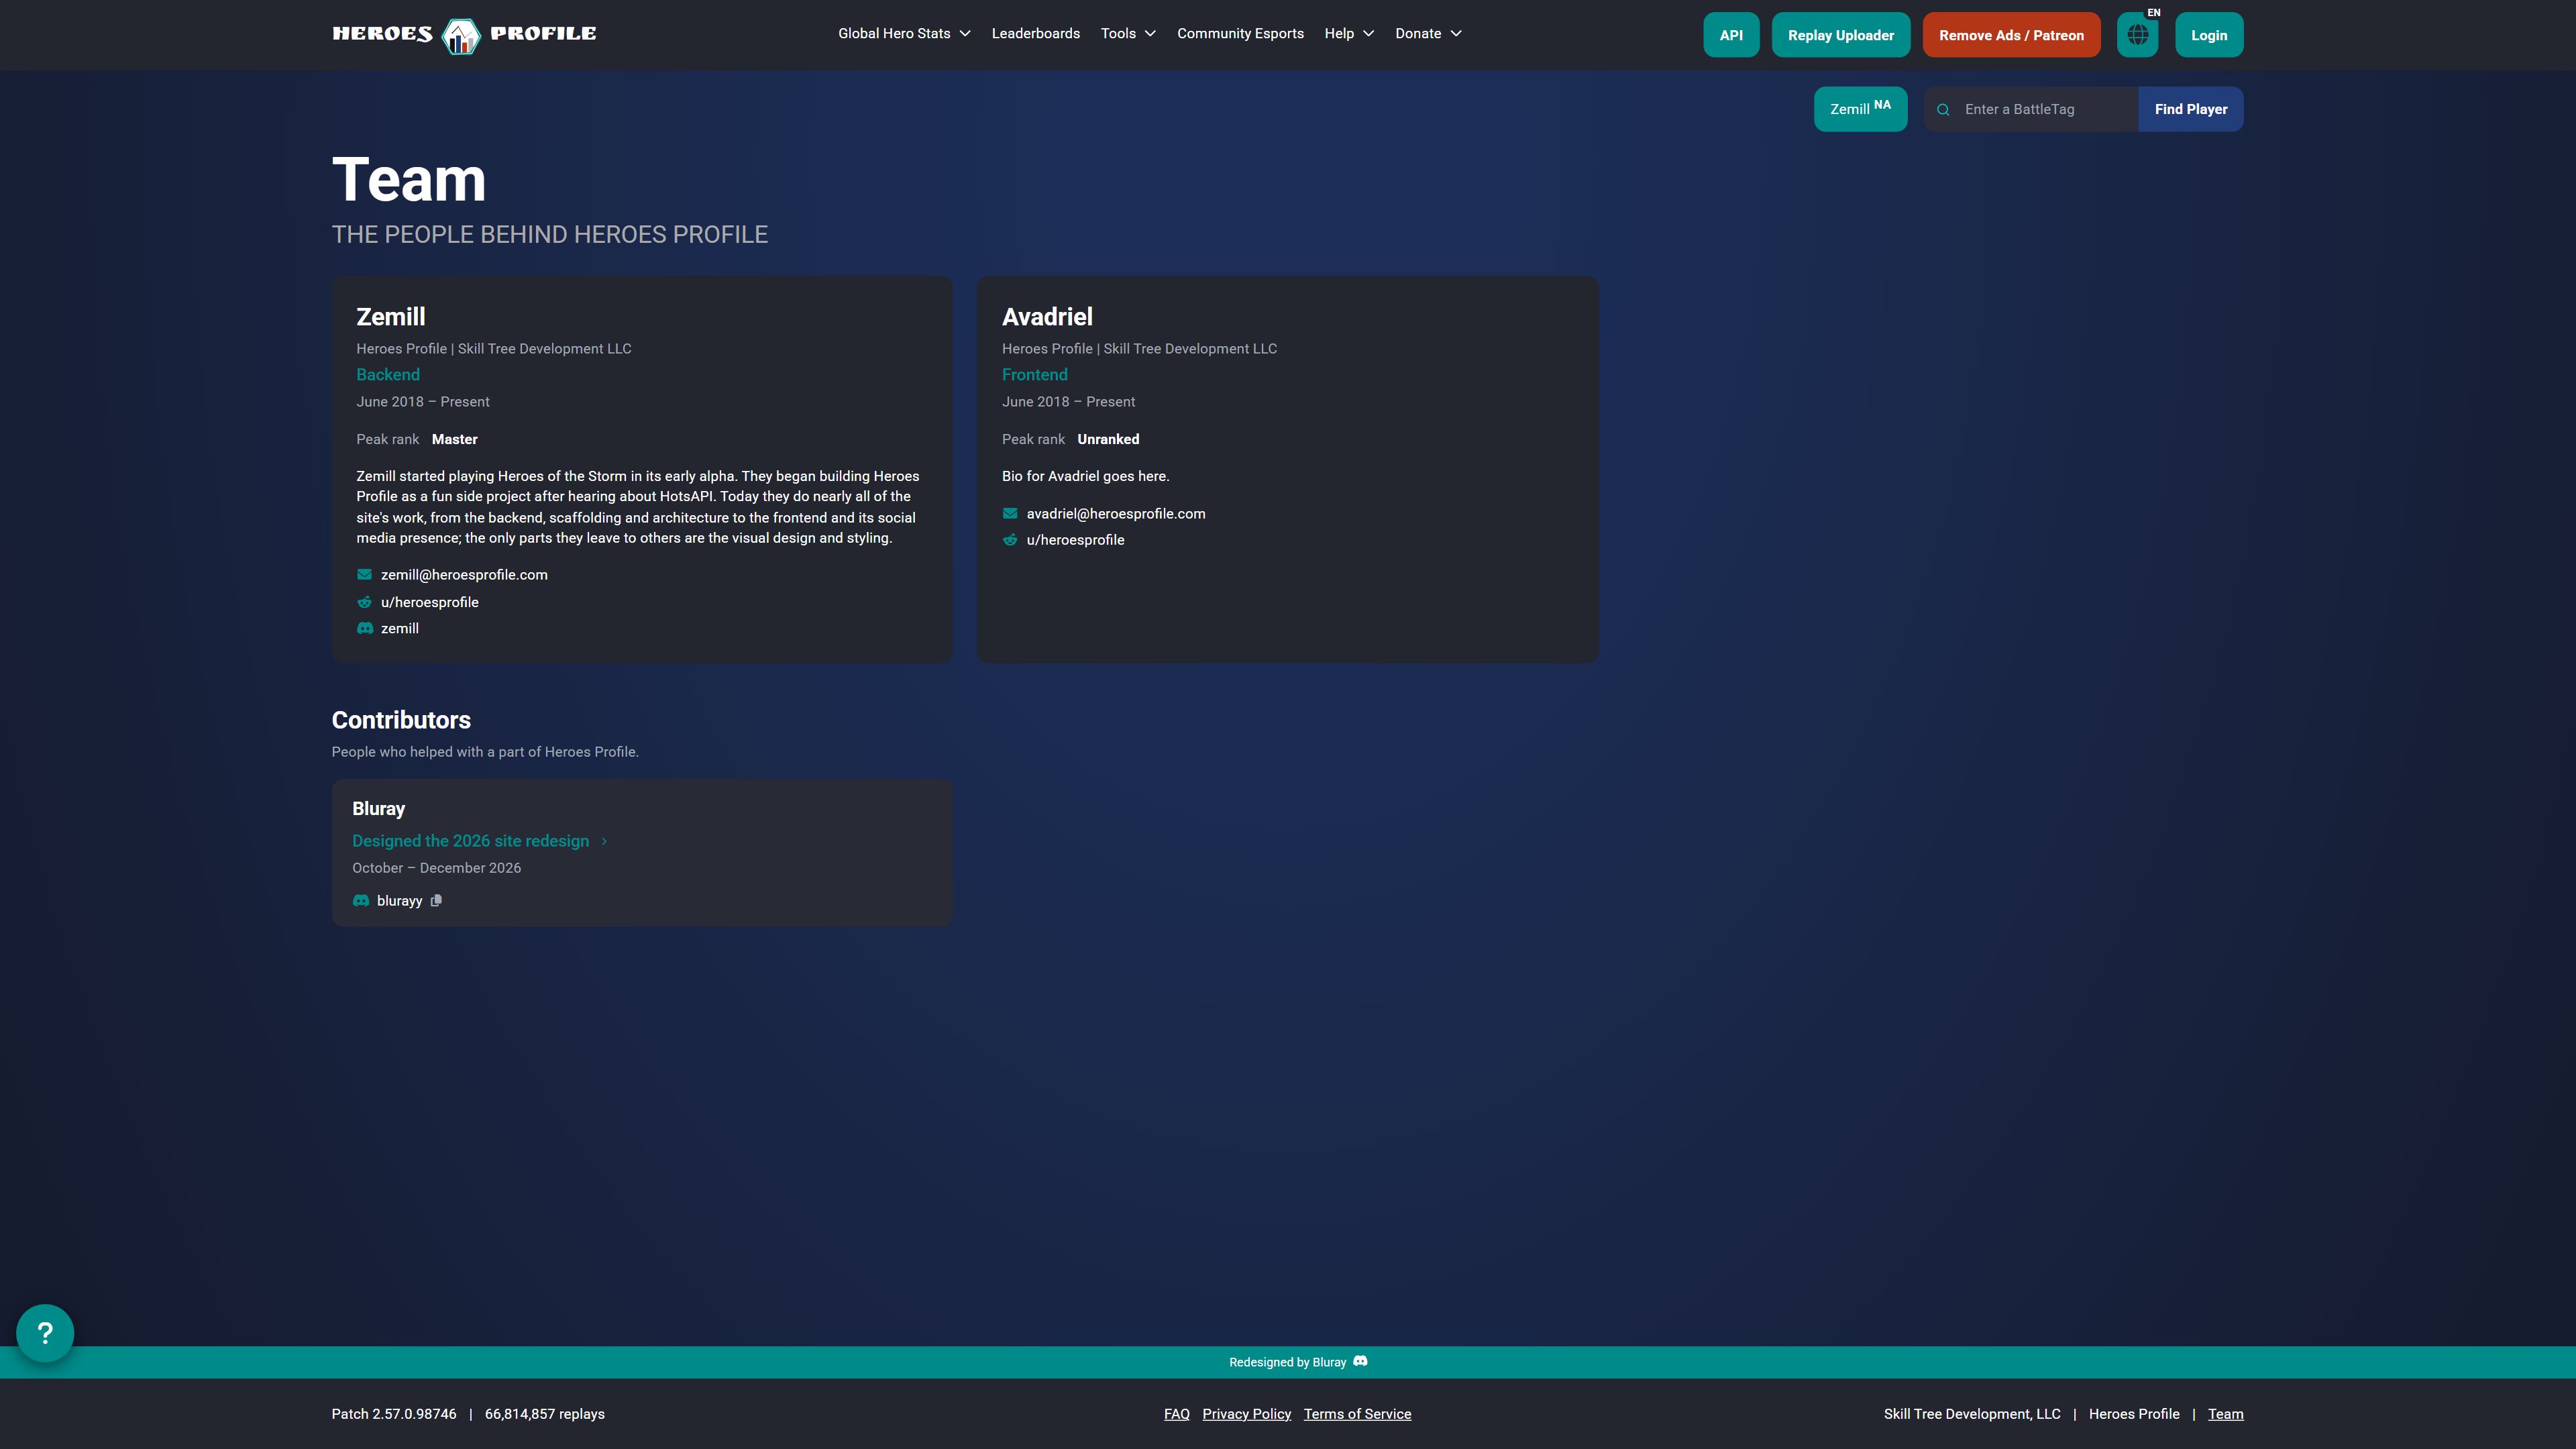 HEROES PROFILE
Global Hero Stats
Leaderboards
Tools
Community Esports
Help
Donate
API
Replay Uploader
Remove Ads / Patreon
EN
Login
Zemill NA
Enter a BattleTag
Find Player
Team
THE PEOPLE BEHIND HEROES PROFILE
Zemill
Heroes Profile | Skill Tree Development LLC
Backend
June 2018 – Present
Peak rank Master
Zemill started playing Heroes of the Storm in its early alpha. They began building Heroes
Profile as a fun side project after hearing about HotsAPI. Today they do nearly all of the
site's work, from the backend, scaffolding and architecture to the frontend and its social
media presence; the only parts they leave to others are the visual design and styling.
zemill@heroesprofile.com
u/heroesprofile
zemill
Avadriel
Heroes Profile | Skill Tree Development LLC
Frontend
June 2018 – Present
Peak rank Unranked
Bio for Avadriel goes here.
avadriel@heroesprofile.com
u/heroesprofile
Contributors
People who helped with a part of Heroes Profile.
Bluray
Designed the 2026 site redesign
October – December 2026
blurayy
?
Redesigned by Bluray
Patch 2.57.0.98746 | 66,814,857 replays
FAQ Privacy Policy Terms of Service
Skill Tree Development, LLC | Heroes Profile | Team